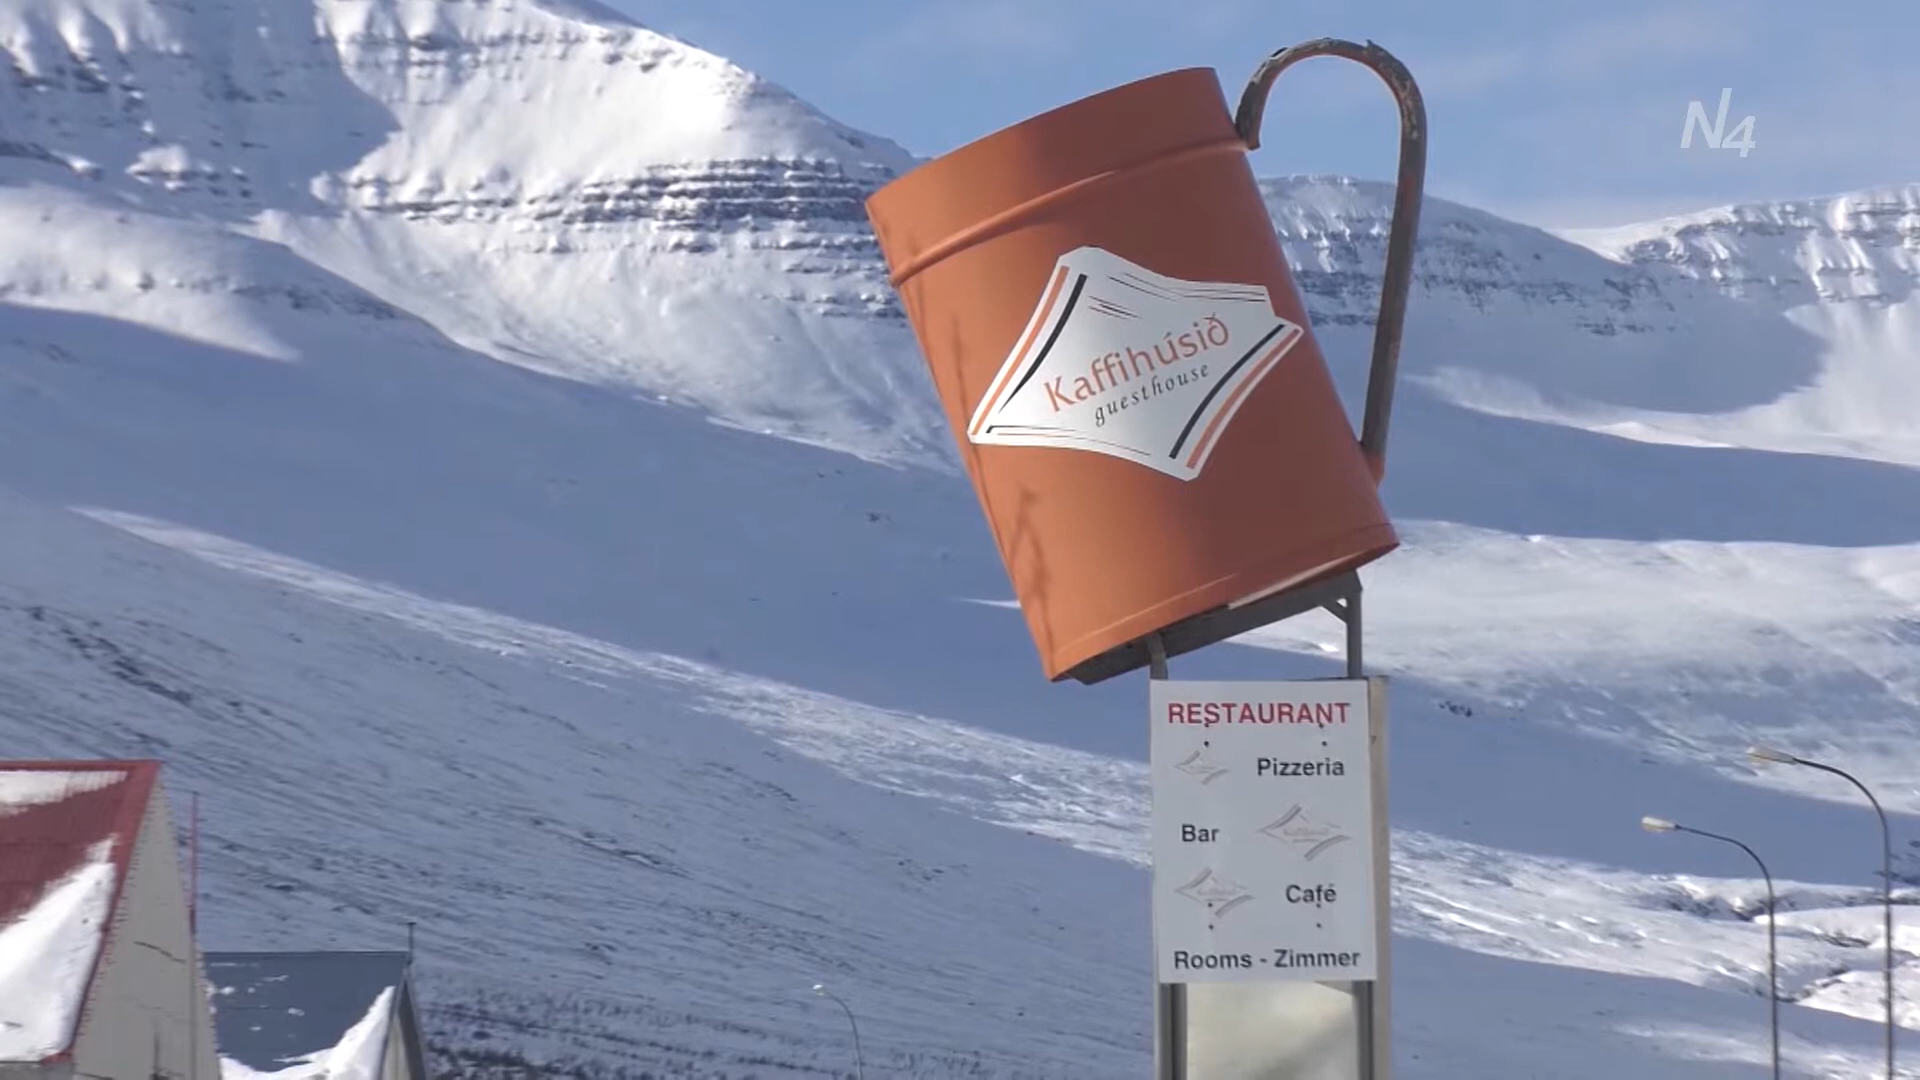 N4
Kaffihúsið
guesthouse
RESTAURANT
Pizzeria
Bar
Café
Rooms - Zimmer